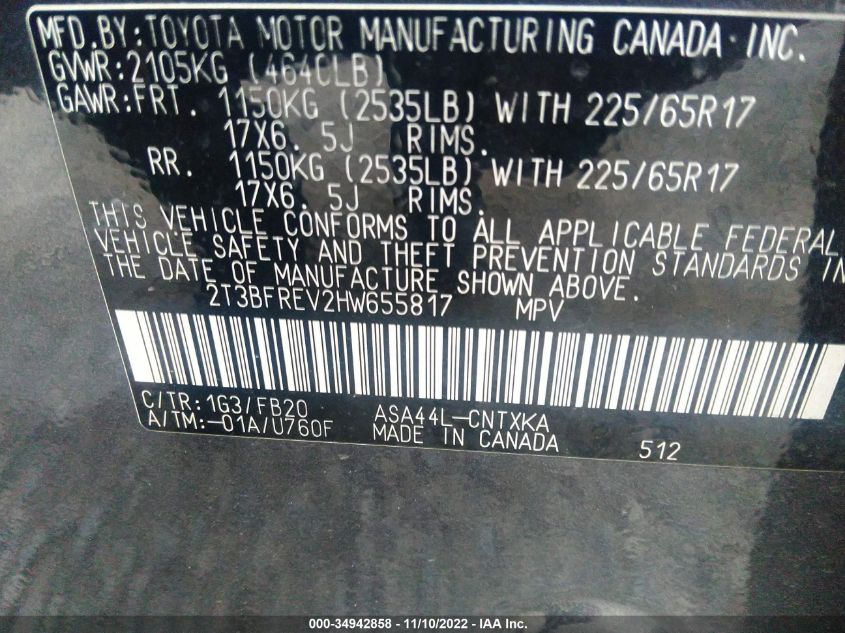 MFD.BY:TOYOTA MOTOR MANUFACTURING CANADA INC.
GVWR:2105KG (4640LB)
GAWR:FRT. 1150KG (2535LB) WITH 225/65R17
17X6. 5J RIMS.
RR. 1150KG (2535LB) WITH 225/65R17
17X6. 5J RIMS.
THIS VEHICLE CONFORMS TO ALL APPLICABLE FEDERAL
VEHICLE SAFETY AND THEFT PREVENTION STANDARDS IN
THE DATE OF MANUFACTURE SHOWN ABOVE.
2T3BFREV2HW655817 MPV
C/TR:1G3/FB20 ASA44L-CNTXKA
A/TM:-01A/U760F MADE IN CANADA 512
000-34942858 - 11/10/2022 - IAA Inc.